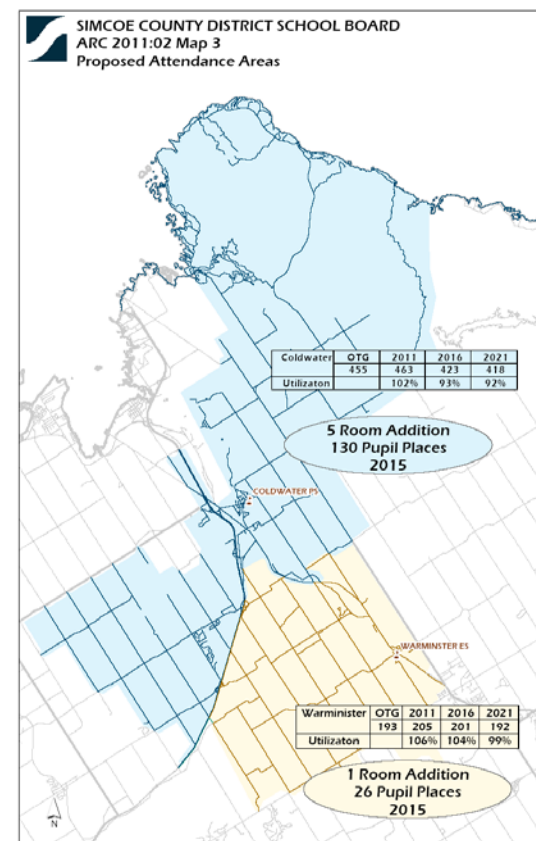 SIMCOE COUNTY DISTRICT SCHOOL BOARD
ARC 2011:02 Map 3
Proposed Attendance Areas
Coldwater OTG 2011 2016 2021
455 463 423 418
Utilizaton 102% 93% 92%
5 Room Addition
130 Pupil Places
2015
COLDWATER PS
WARMINSTER ES
Warminister OTG 2011 2016 2021
193 205 201 192
Utilizaton 106% 104% 99%
1 Room Addition
26 Pupil Places
2015
N